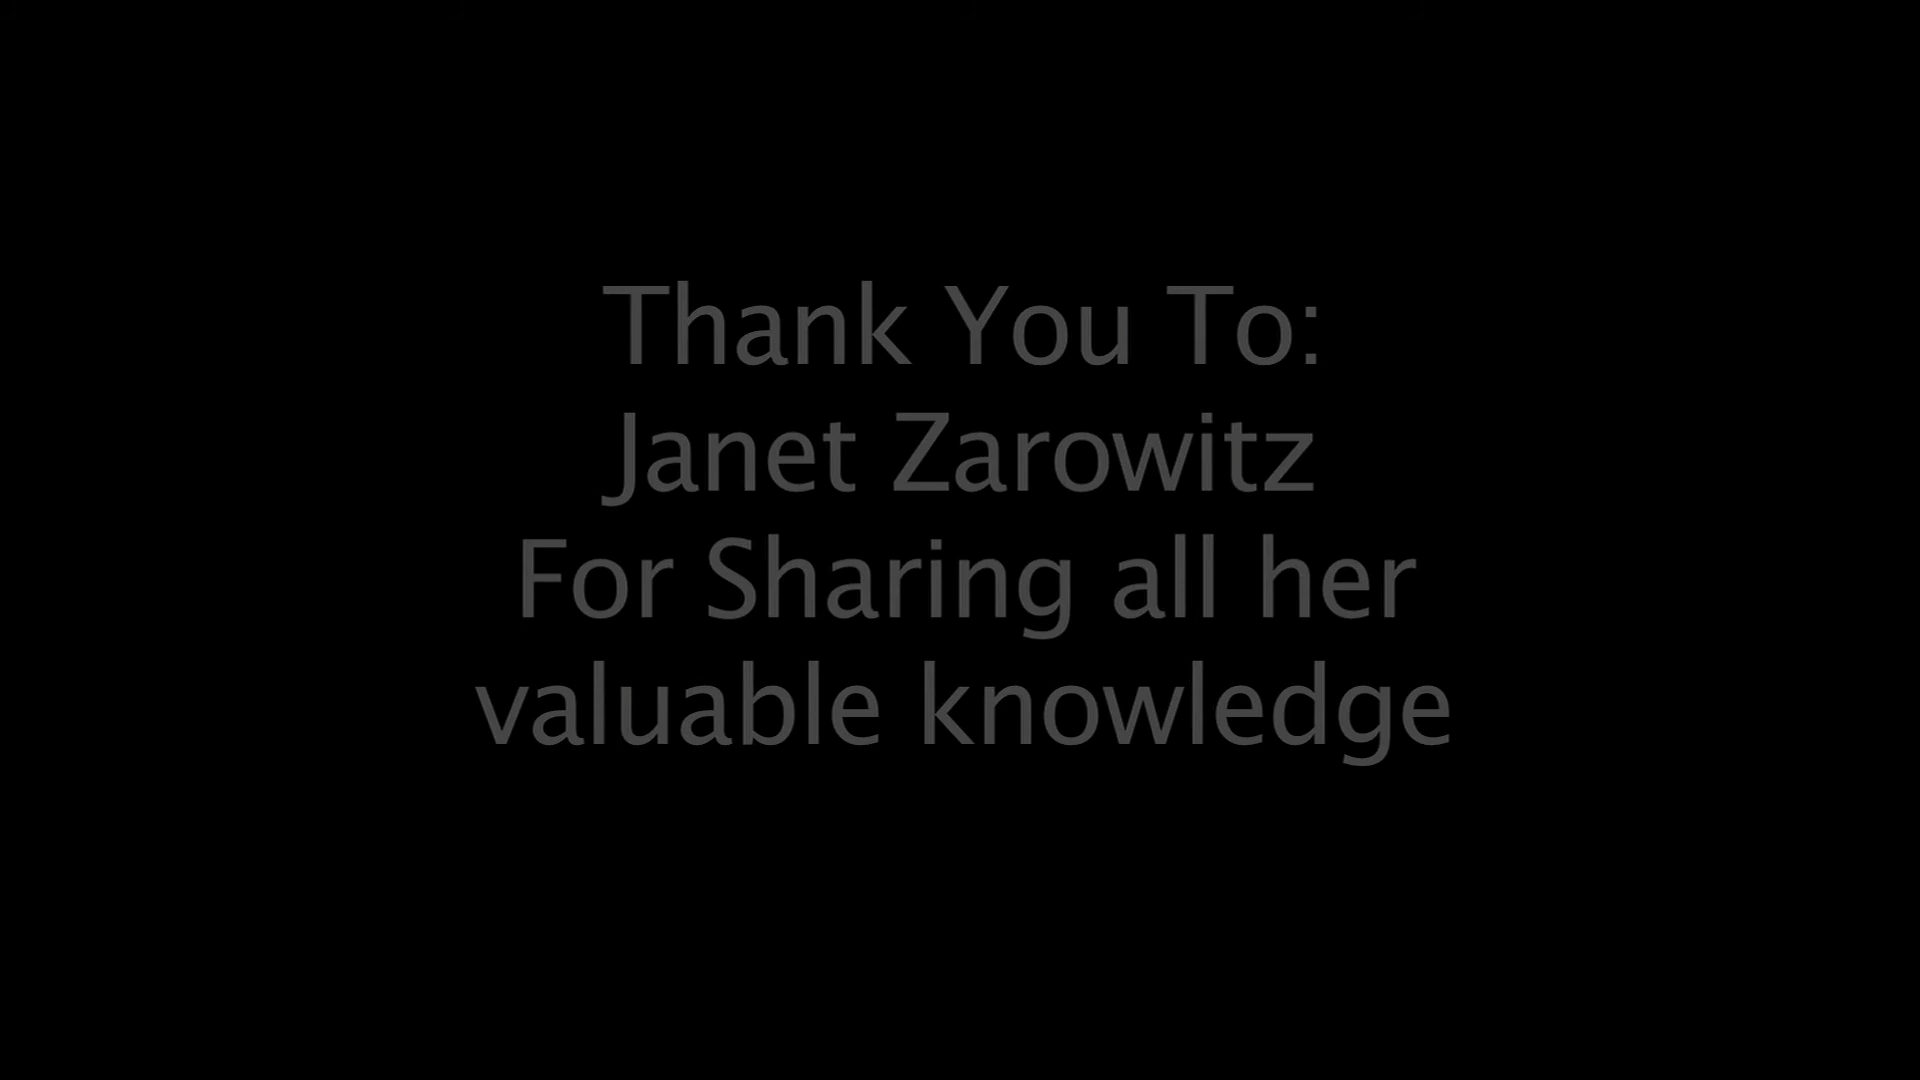 Thank You To:
Janet Zarowitz
For Sharing all her
valuable knowledge